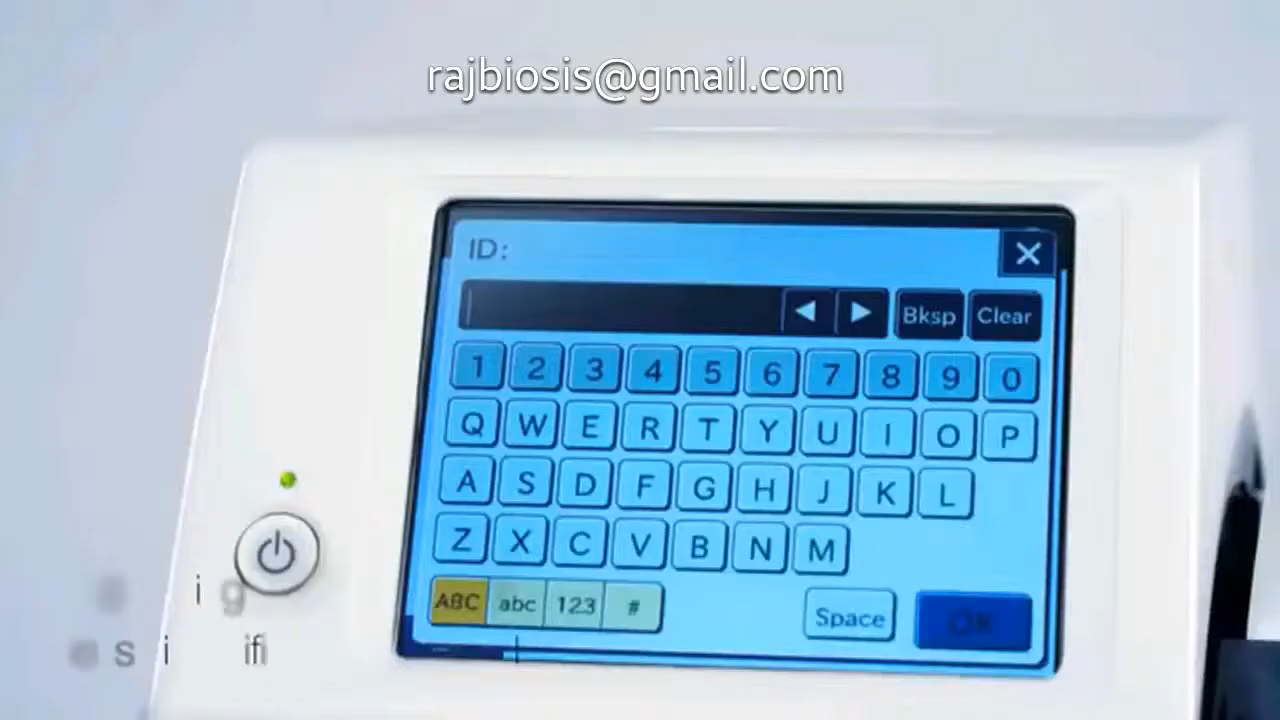 rajbiosis@gmail.com
ID:
Bksp Clear
1 2 3 4 5 6 7 8 9 0
Q W E R T Y U I O P
A S D F G H J K L
Z X C V B N M
ABC abc 123 # Space OK